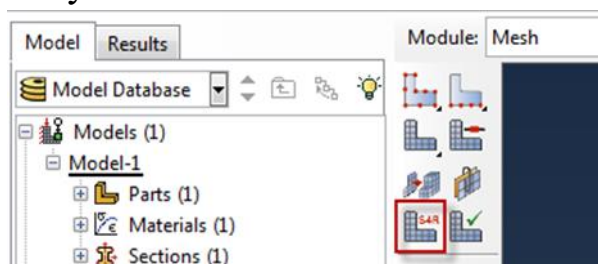 Model Results
Module: Mesh
Model Database
Models (1)
Model-1
Parts (1)
Materials (1)
S4R
Sections (1)